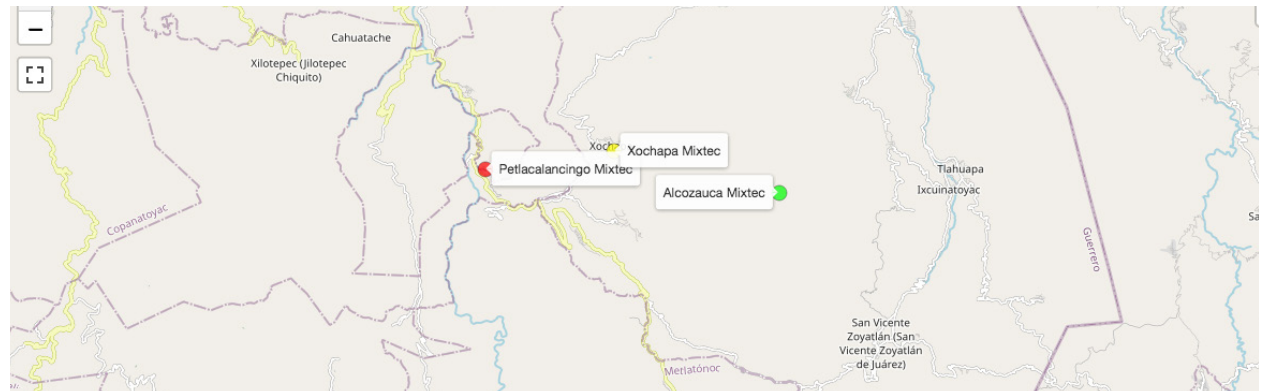 −
Cahuatache
Xilotepec (Jilotepec
Chiquito)
Xochapa Mixtec
Petlacalancingo Mixtec
Tlahuapa
Alcozauca Mixtec
Ixcuinatoyac
Copanatoyac
Guerrero
San Vicente
Zoyatlán (San
Vicente Zoyatlán
de Juárez)
Metlatónoc